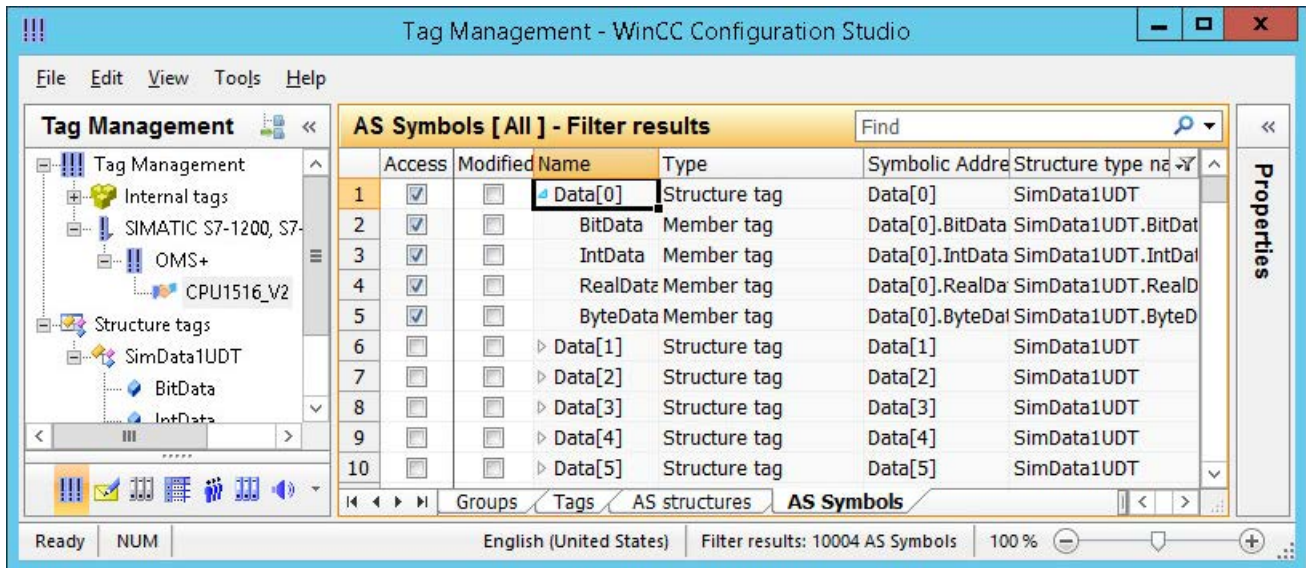 Tag Management - WinCC Configuration Studio
File Edit View Tools Help
Tag Management «
Tag Management
Internal tags
SIMATIC S7-1200, S7-
OMS+
CPU1516_V2
Structure tags
SimData1UDT
BitData
IntData
AS Symbols [ All ] - Filter results Find
Access Modified Name Type Symbolic Addre Structure type na
1 Data[0] Structure tag Data[0] SimData1UDT
2 BitData Member tag Data[0].BitData SimData1UDT.BitDat
3 IntData Member tag Data[0].IntData SimData1UDT.IntDat
4 RealData Member tag Data[0].RealDa SimData1UDT.RealD
5 ByteData Member tag Data[0].ByteDat SimData1UDT.ByteD
6 Data[1] Structure tag Data[1] SimData1UDT
7 Data[2] Structure tag Data[2] SimData1UDT
8 Data[3] Structure tag Data[3] SimData1UDT
9 Data[4] Structure tag Data[4] SimData1UDT
10 Data[5] Structure tag Data[5] SimData1UDT
Groups Tags AS structures AS Symbols
«
Properties
Ready NUM English (United States) Filter results: 10004 AS Symbols 100 %